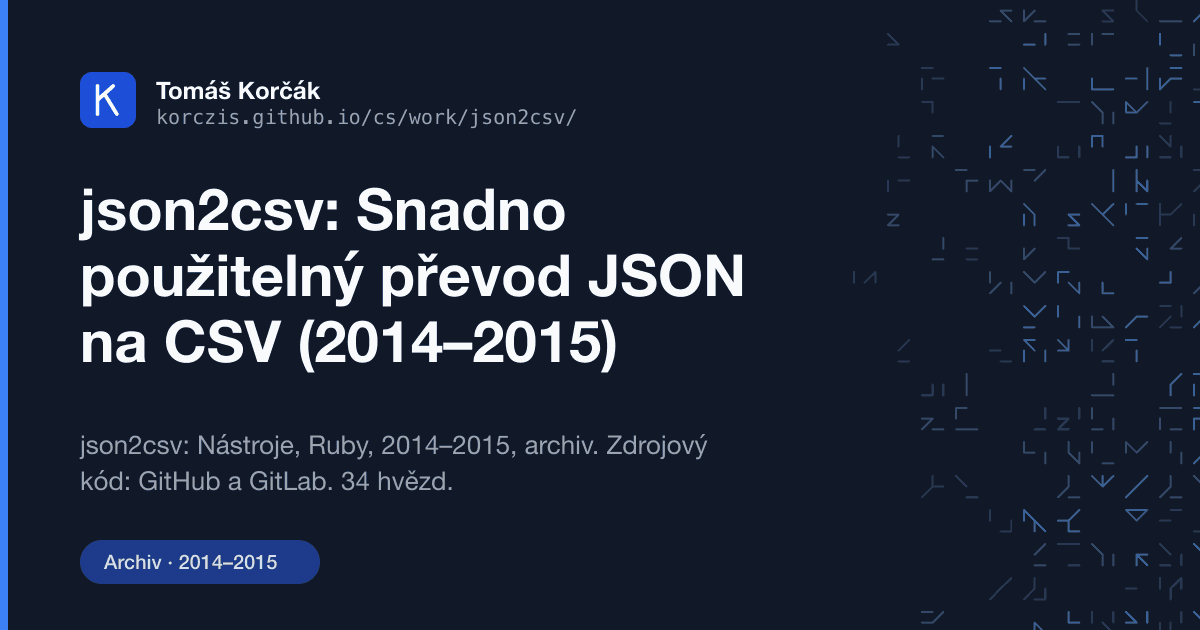 Tomáš Korčák
korczis.github.io/cs/work/json2csv/
json2csv: Snadno
použitelný převod JSON
na CSV (2014–2015)
json2csv: Nástroje, Ruby, 2014–2015, archiv. Zdrojový
kód: GitHub a GitLab. 34 hvězd.
Archiv · 2014–2015